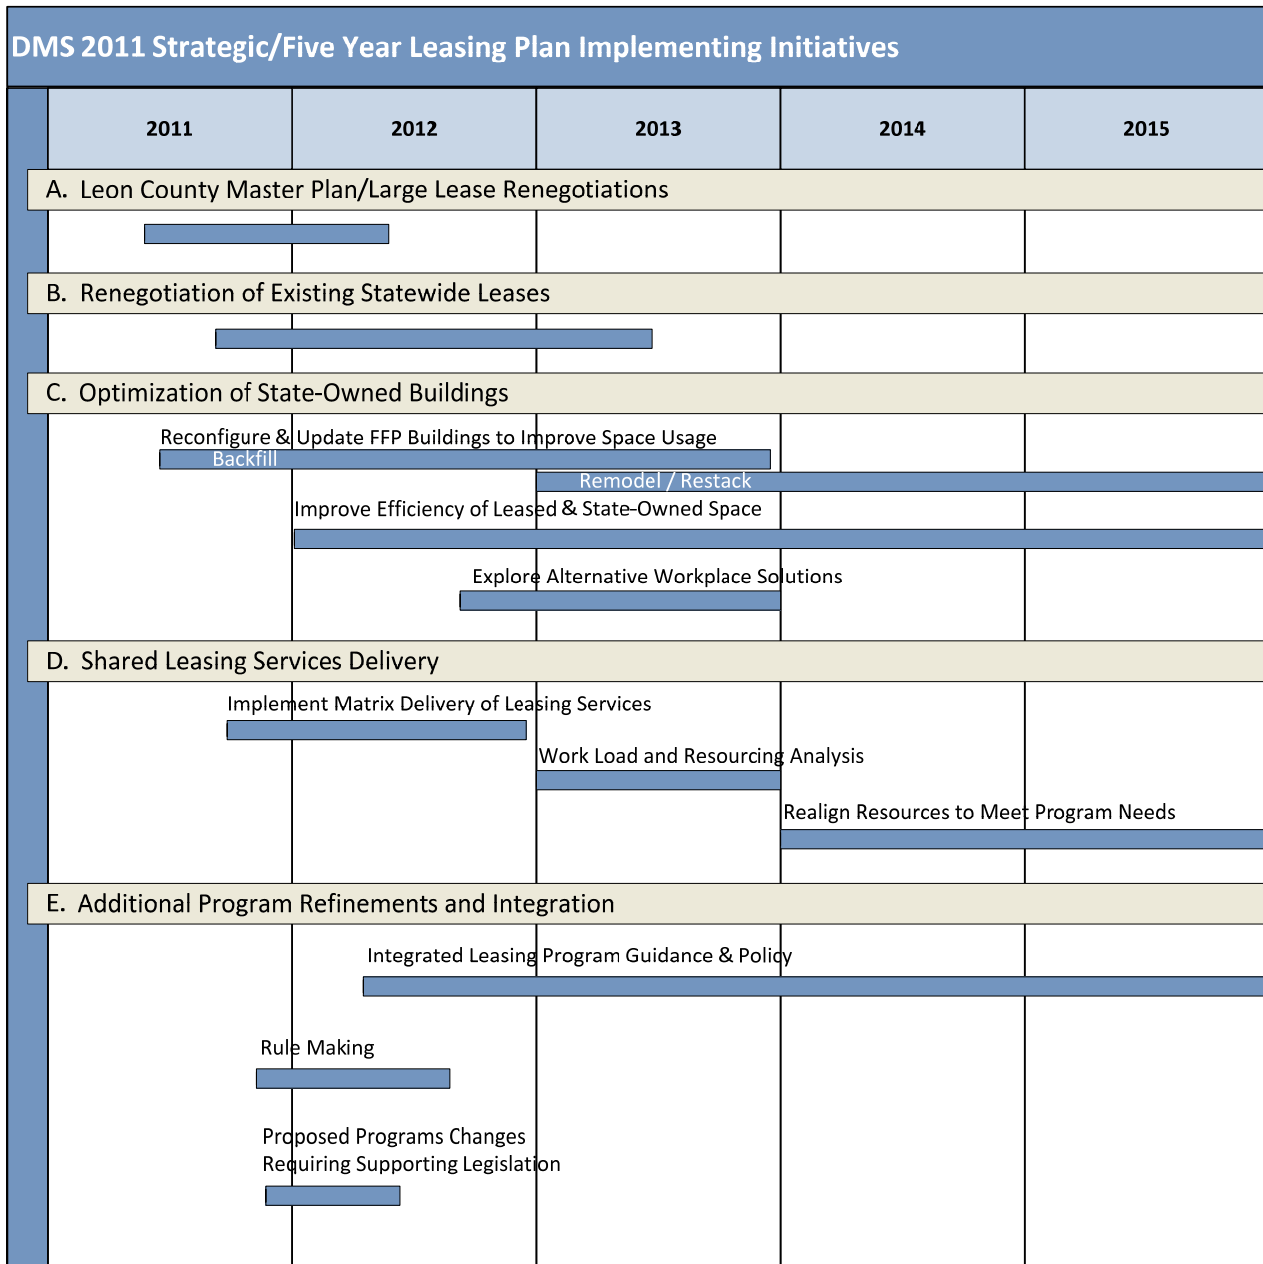 DMS 2011 Strategic/Five Year Leasing Plan Implementing Initiatives
2011 2012 2013 2014 2015
A. Leon County Master Plan/Large Lease Renegotiations
B. Renegotiation of Existing Statewide Leases
C. Optimization of State-Owned Buildings
Reconfigure & Update FFP Buildings to Improve Space Usage
Backfill
Remodel / Restack
Improve Efficiency of Leased & State-Owned Space
Explore Alternative Workplace Solutions
D. Shared Leasing Services Delivery
Implement Matrix Delivery of Leasing Services
Work Load and Resourcing Analysis
Realign Resources to Meet Program Needs
E. Additional Program Refinements and Integration
Integrated Leasing Program Guidance & Policy
Rule Making
Proposed Programs Changes
Requiring Supporting Legislation